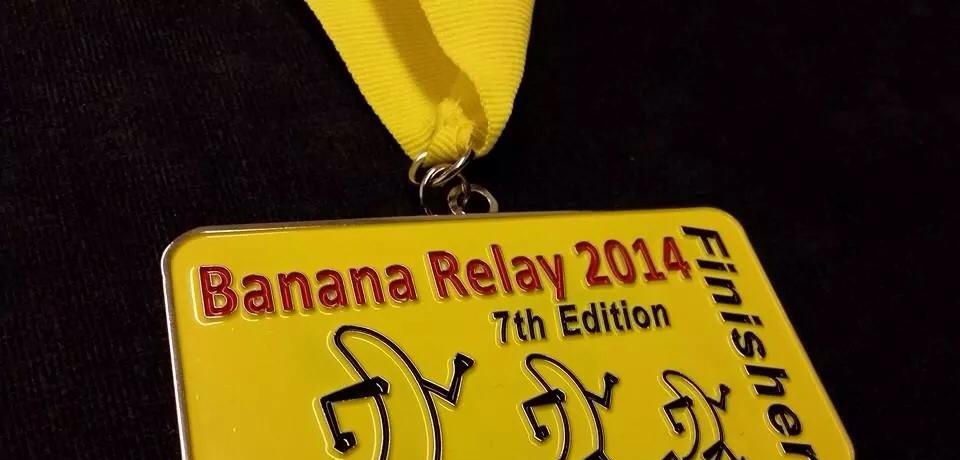 Banana Relay 2014
7th Edition
Finisher